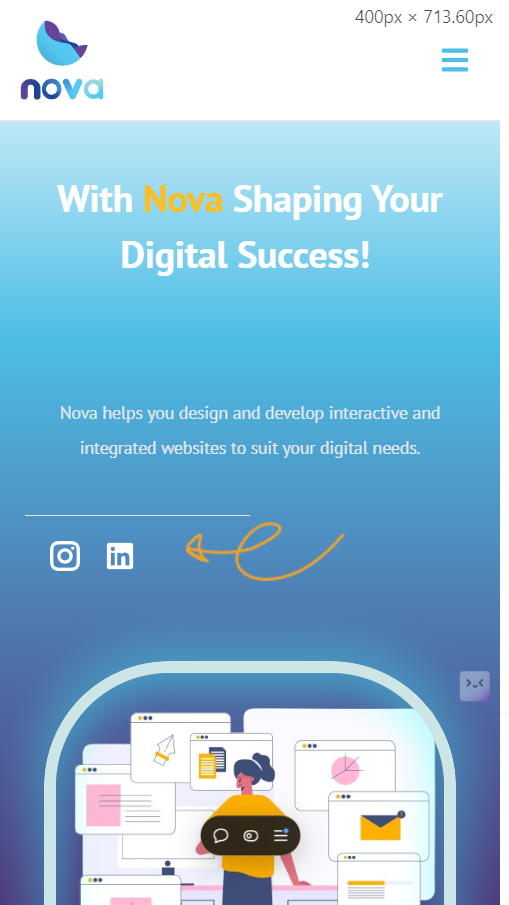 400px × 713.60px
nova
With Nova Shaping Your
Digital Success!
Nova helps you design and develop interactive and
integrated websites to suit your digital needs.
in